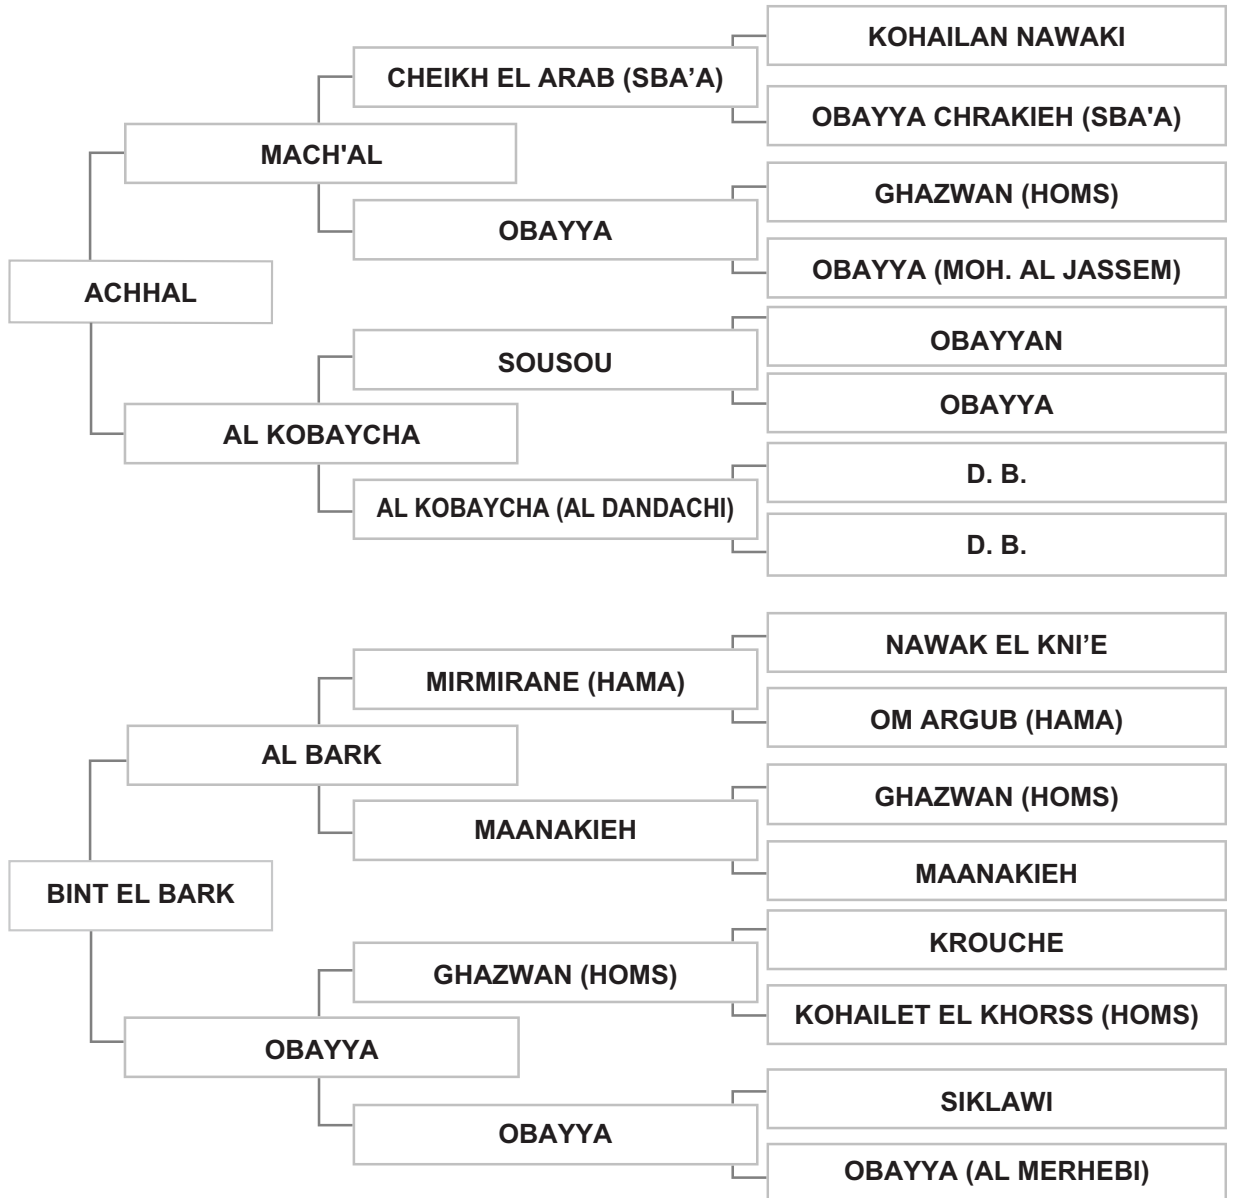 KOHAILAN NAWAKI
CHEIKH EL ARAB (SBA’A)
OBAYYA CHRAKIEH (SBA'A)
MACH'AL
GHAZWAN (HOMS)
OBAYYA
OBAYYA (MOH. AL JASSEM)
ACHHAL
OBAYYAN
SOUSOU
OBAYYA
AL KOBAYCHA
D. B.
AL KOBAYCHA (AL DANDACHI)
D. B.
NAWAK EL KNI’E
MIRMIRANE (HAMA)
OM ARGUB (HAMA)
AL BARK
GHAZWAN (HOMS)
MAANAKIEH
MAANAKIEH
BINT EL BARK
KROUCHE
GHAZWAN (HOMS)
KOHAILET EL KHORSS (HOMS)
OBAYYA
SIKLAWI
OBAYYA
OBAYYA (AL MERHEBI)